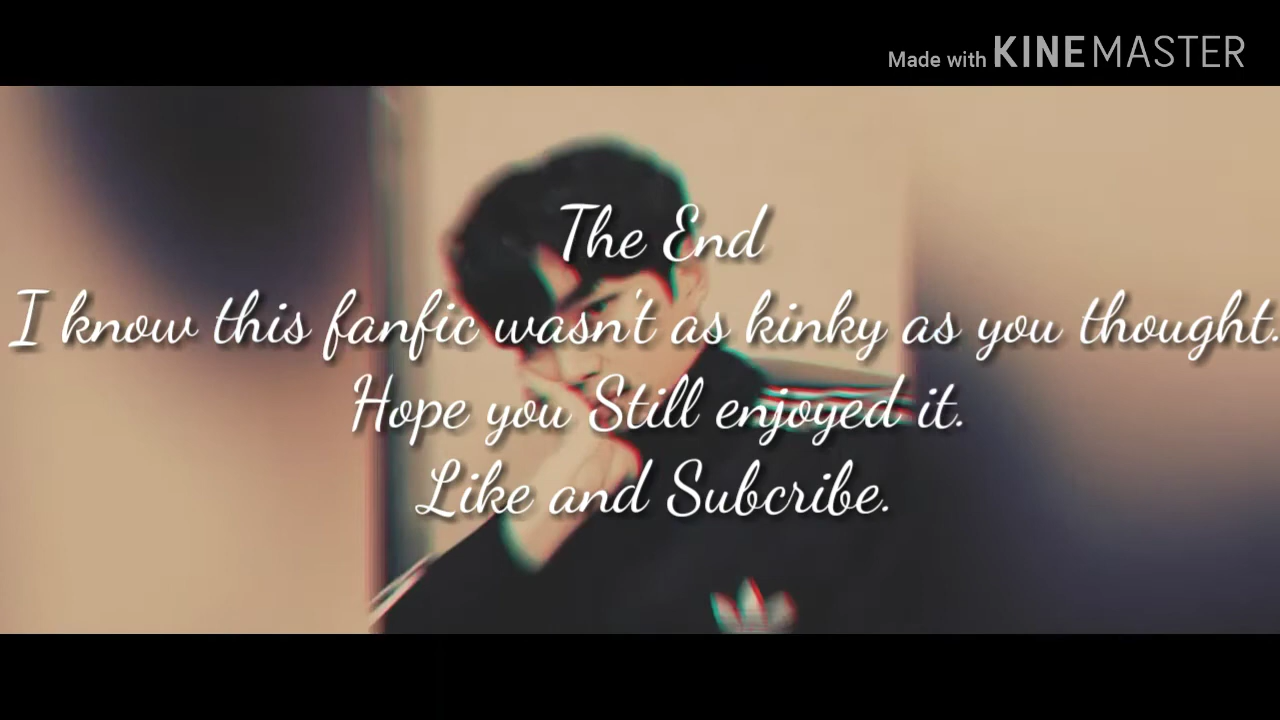 Made with KINEMASTER
The End
I know this fanfic wasn't as kinky as you thought.
Hope you Still enjoyed it.
Like and Subcribe.